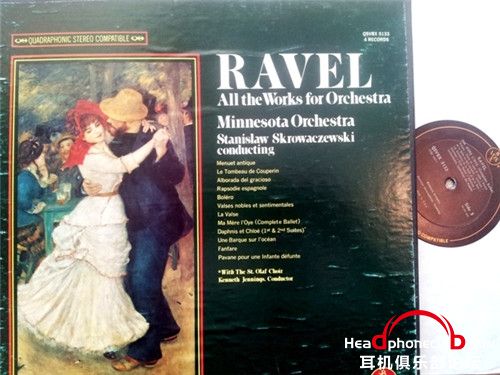 QUADRAPHONIC STEREO COMPATIBLE
QSVBX 5133
4 RECORDS
RAVEL
All the Works for Orchestra
Minnesota Orchestra
Stanislaw Skrowaczewski
conducting
Menuet antique
Le Tombeau de Couperin
Alborada del gracioso
Rapsodie espagnole
Boléro
Valses nobles et sentimentales
La Valse
Ma Mère l'Oye (Complete Ballet)
Daphnis et Chloé (1st & 2nd Suites)*
Une Barque sur l'océan
Fanfare
Pavane pour une Infante défunte
*With The St. Olaf Choir
Kenneth Jennings, Conductor
QSVBX 5133
COMPATIBLE
耳机俱乐部